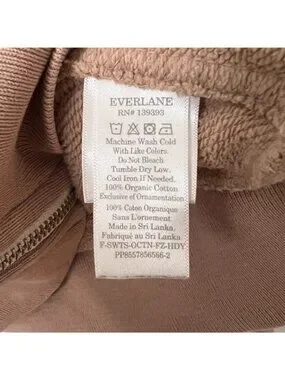 EVERLANE
RN# 139393
Machine Wash Cold
With Like Colors.
Do Not Bleach
Tumble Dry Low.
Cool Iron If Needed.
100% Organic Cotton
Exclusive of Ornamentation
100% Coton Organique
Sans L'ornement
Made in Sri Lanka
Fabriqué au Sri Lanka
F-SWTS-OCTN-FZ-HDY
PP8557856566-2